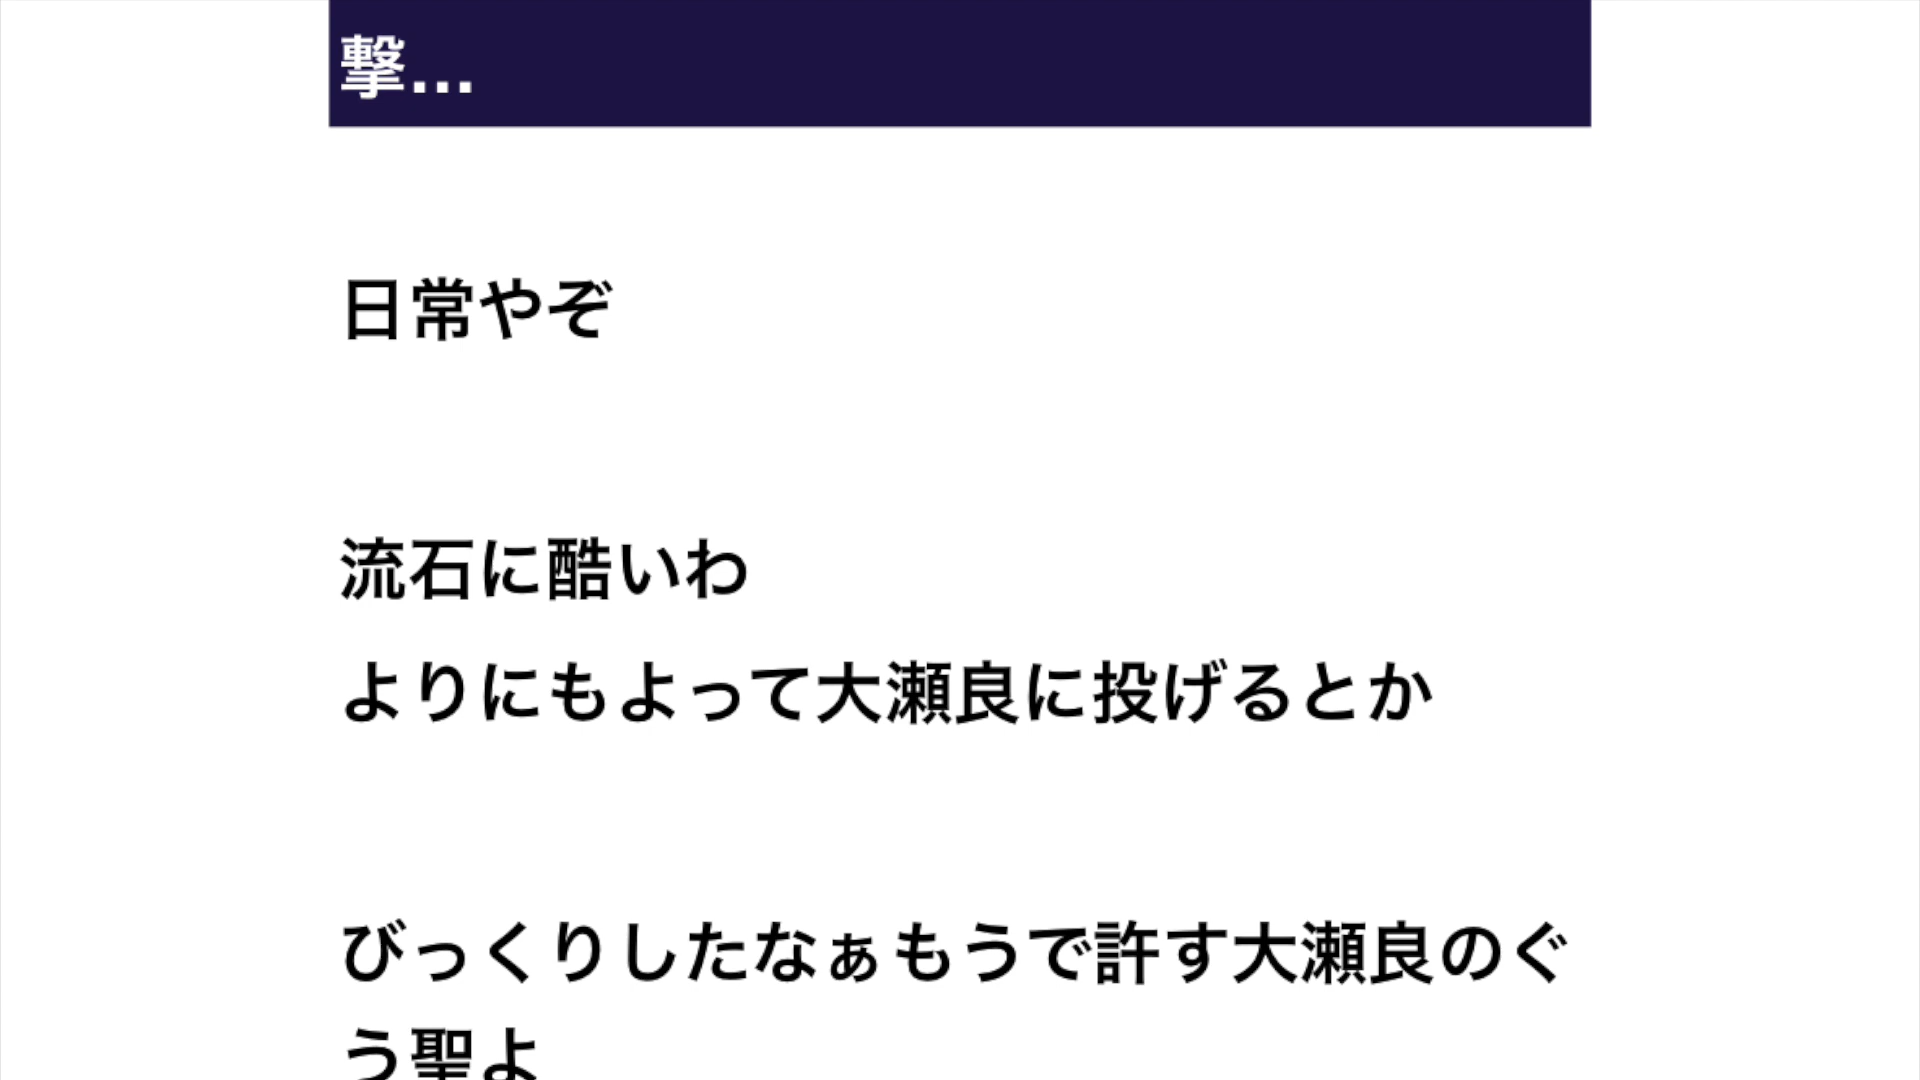 撃...
日常やぞ
流石に酷いわ
よりにもよって大瀬良に投げるとか
びっくりしたなぁもうで許す大瀬良のぐ
う聖よ